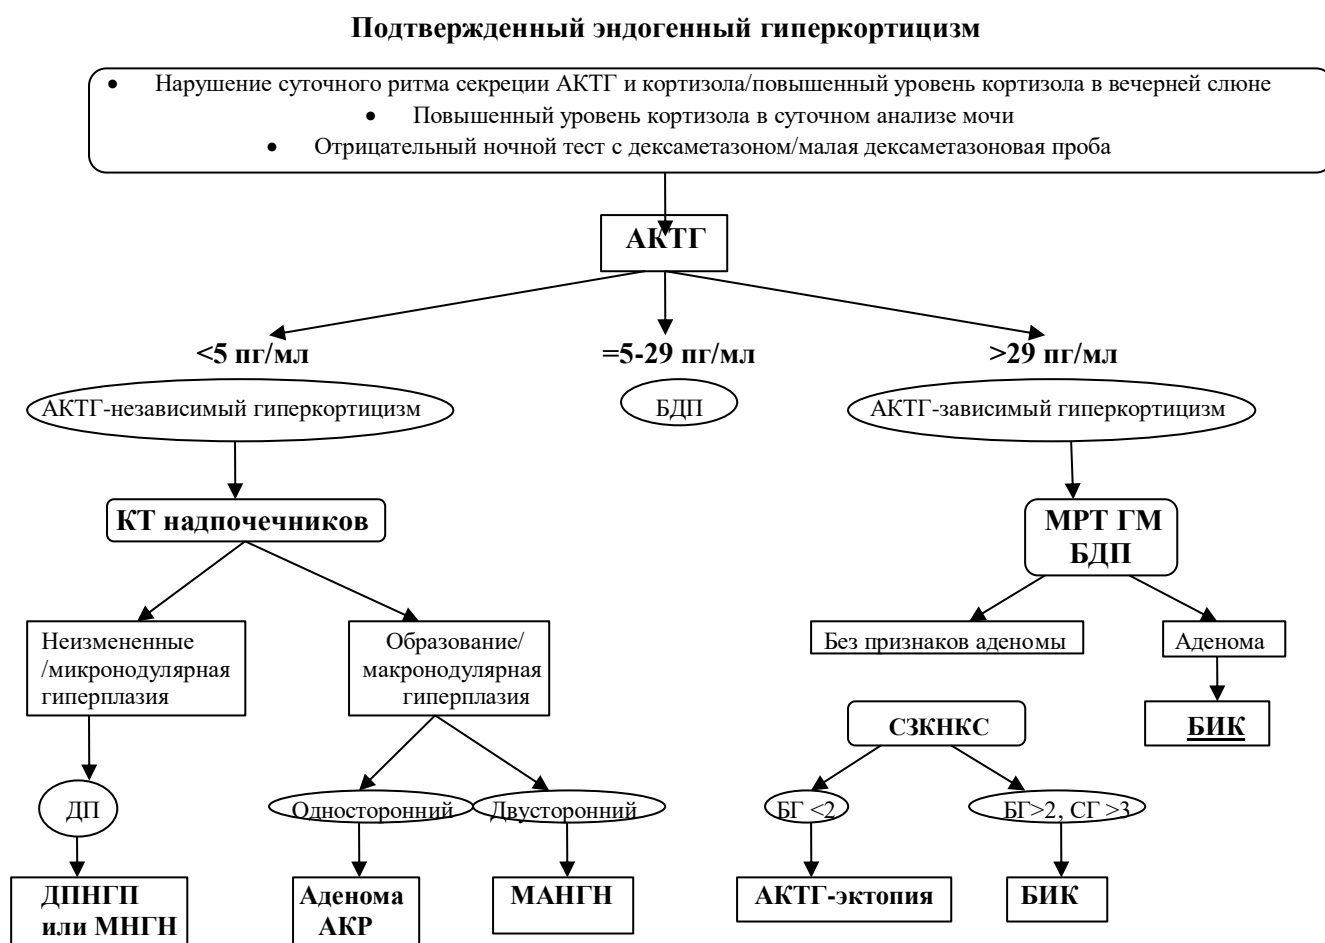 Подтвержденный эндогенный гиперкортицизм
• Нарушение суточного ритма секреции АКТГ и кортизола/повышенный уровень кортизола в вечерней слюне
• Повышенный уровень кортизола в суточном анализе мочи
• Отрицательный ночной тест с дексаметазоном/малая дексаметазоновая проба
АКТГ
<5 пг/мл
=5-29 пг/мл
>29 пг/мл
АКТГ-независимый гиперкортицизм
БДП
АКТГ-зависимый гиперкортицизм
КТ надпочечников
МРТ ГМ
БДП
Неизмененные
/микронодулярная
гиперплазия
Образование/
макронодулярная
гиперплазия
Без признаков аденомы
Аденома
СЗКНКС
БИК
ДП
Односторонний
Двусторонний
БГ <2
БГ>2, СГ >3
ДПНГП
или МНГН
Аденома
АКР
МАНГН
АКТГ-эктопия
БИК